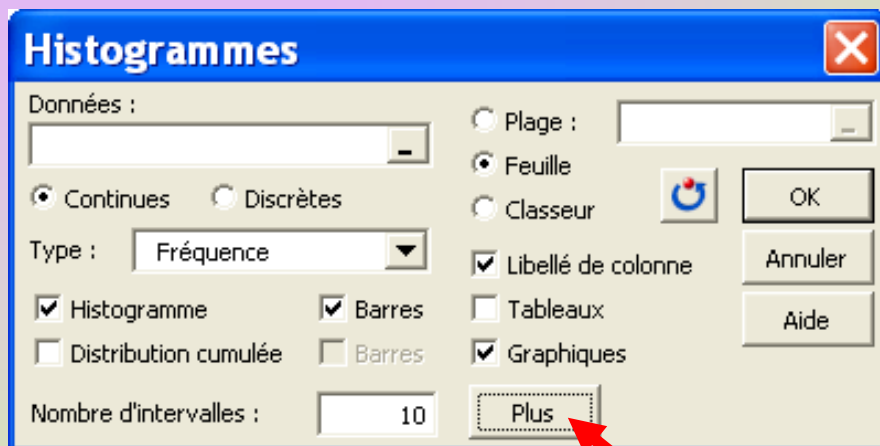 Histogrammes
Données :
Continues
Discrètes
Type :
Fréquence
Histogramme
Barres
Distribution cumulée
Barres
Nombre d'intervalles :
10
Plage :
Feuille
Classeur
Libellé de colonne
Tableaux
Graphiques
Plus
OK
Annuler
Aide